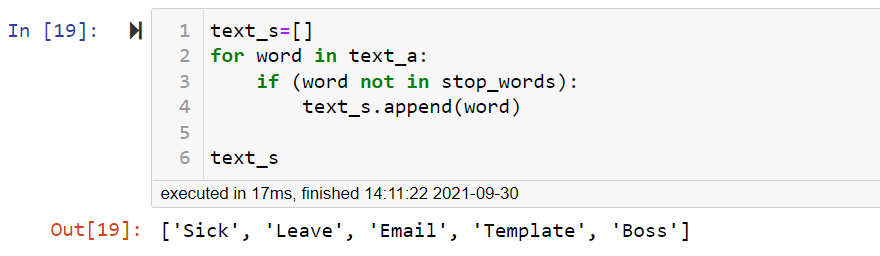 In [19]:
1 text_s=[]
2 for word in text_a:
3     if (word not in stop_words):
4         text_s.append(word)
5
6 text_s
executed in 17ms, finished 14:11:22 2021-09-30
Out[19]: ['Sick', 'Leave', 'Email', 'Template', 'Boss']